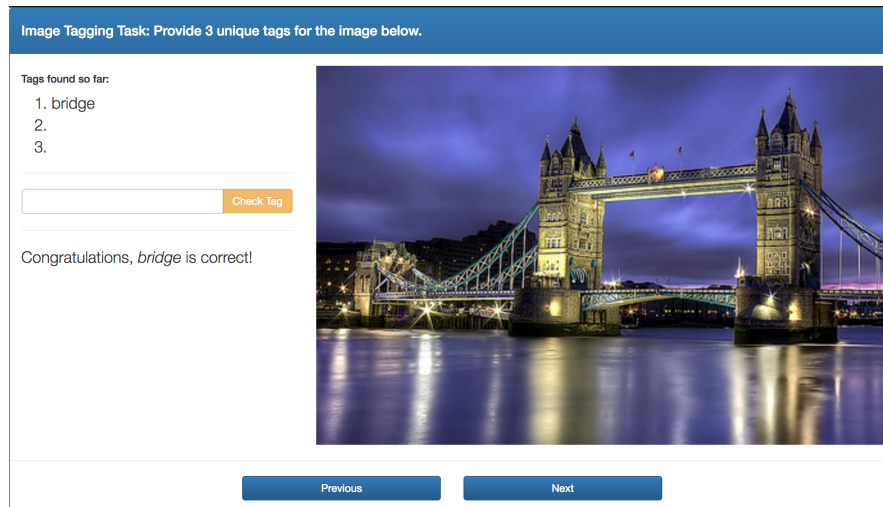 Image Tagging Task: Provide 3 unique tags for the image below.
Tags found so far:
1. bridge
2.
3.
Check Tag
Congratulations, bridge is correct!
Previous
Next